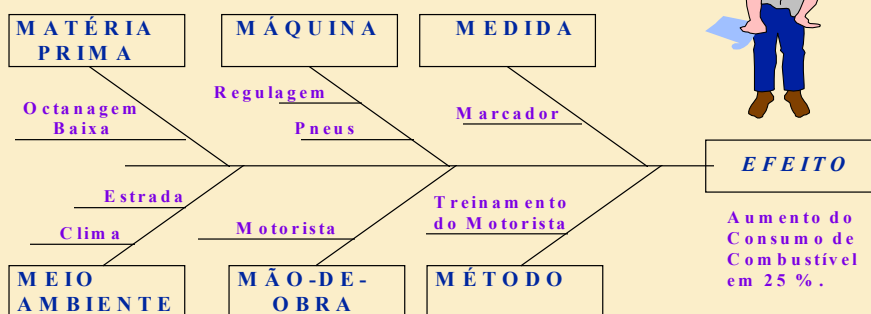 MATÉRIA
PRIMA
MÁQUINA
MEDIDA
Octanagem
Baixa
Regulagem
Pneus
Marcador
EFEITO
Estrada
Clima
Motorista
Treinamento
do Motorista
Aumento do
Consumo de
Combustível
em 25 %.
MEIO
AMBIENTE
MÃO-DE-
OBRA
MÉTODO